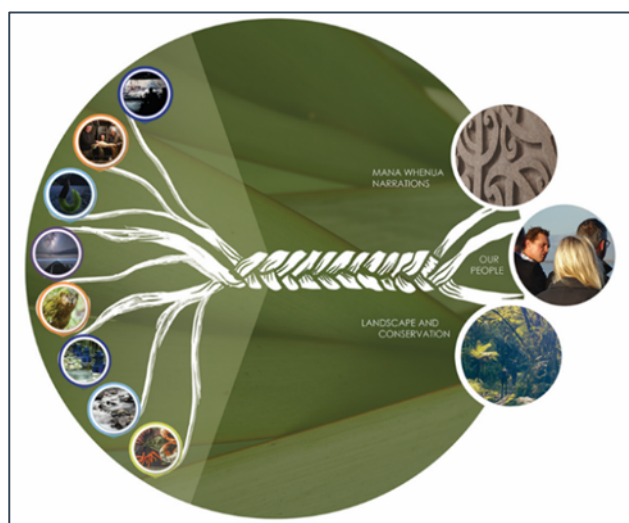 MANA WHENUA
NARRATIONS
OUR
PEOPLE
LANDSCAPE AND
CONSERVATION